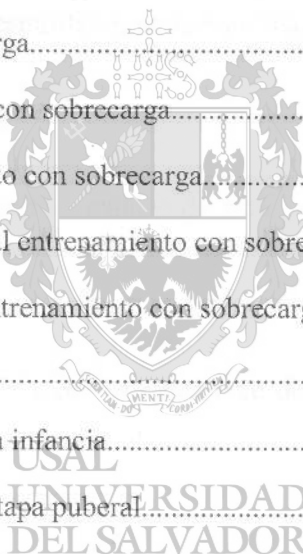 rga......................
con sobrecarga......................
o con sobrecarga......................
l entrenamiento con sobre
ntrenamiento con sobrecarg
......................
a infancia......................
USAL
tapa puberal......................
UNIVERSIDAD
DEL SALVADOR